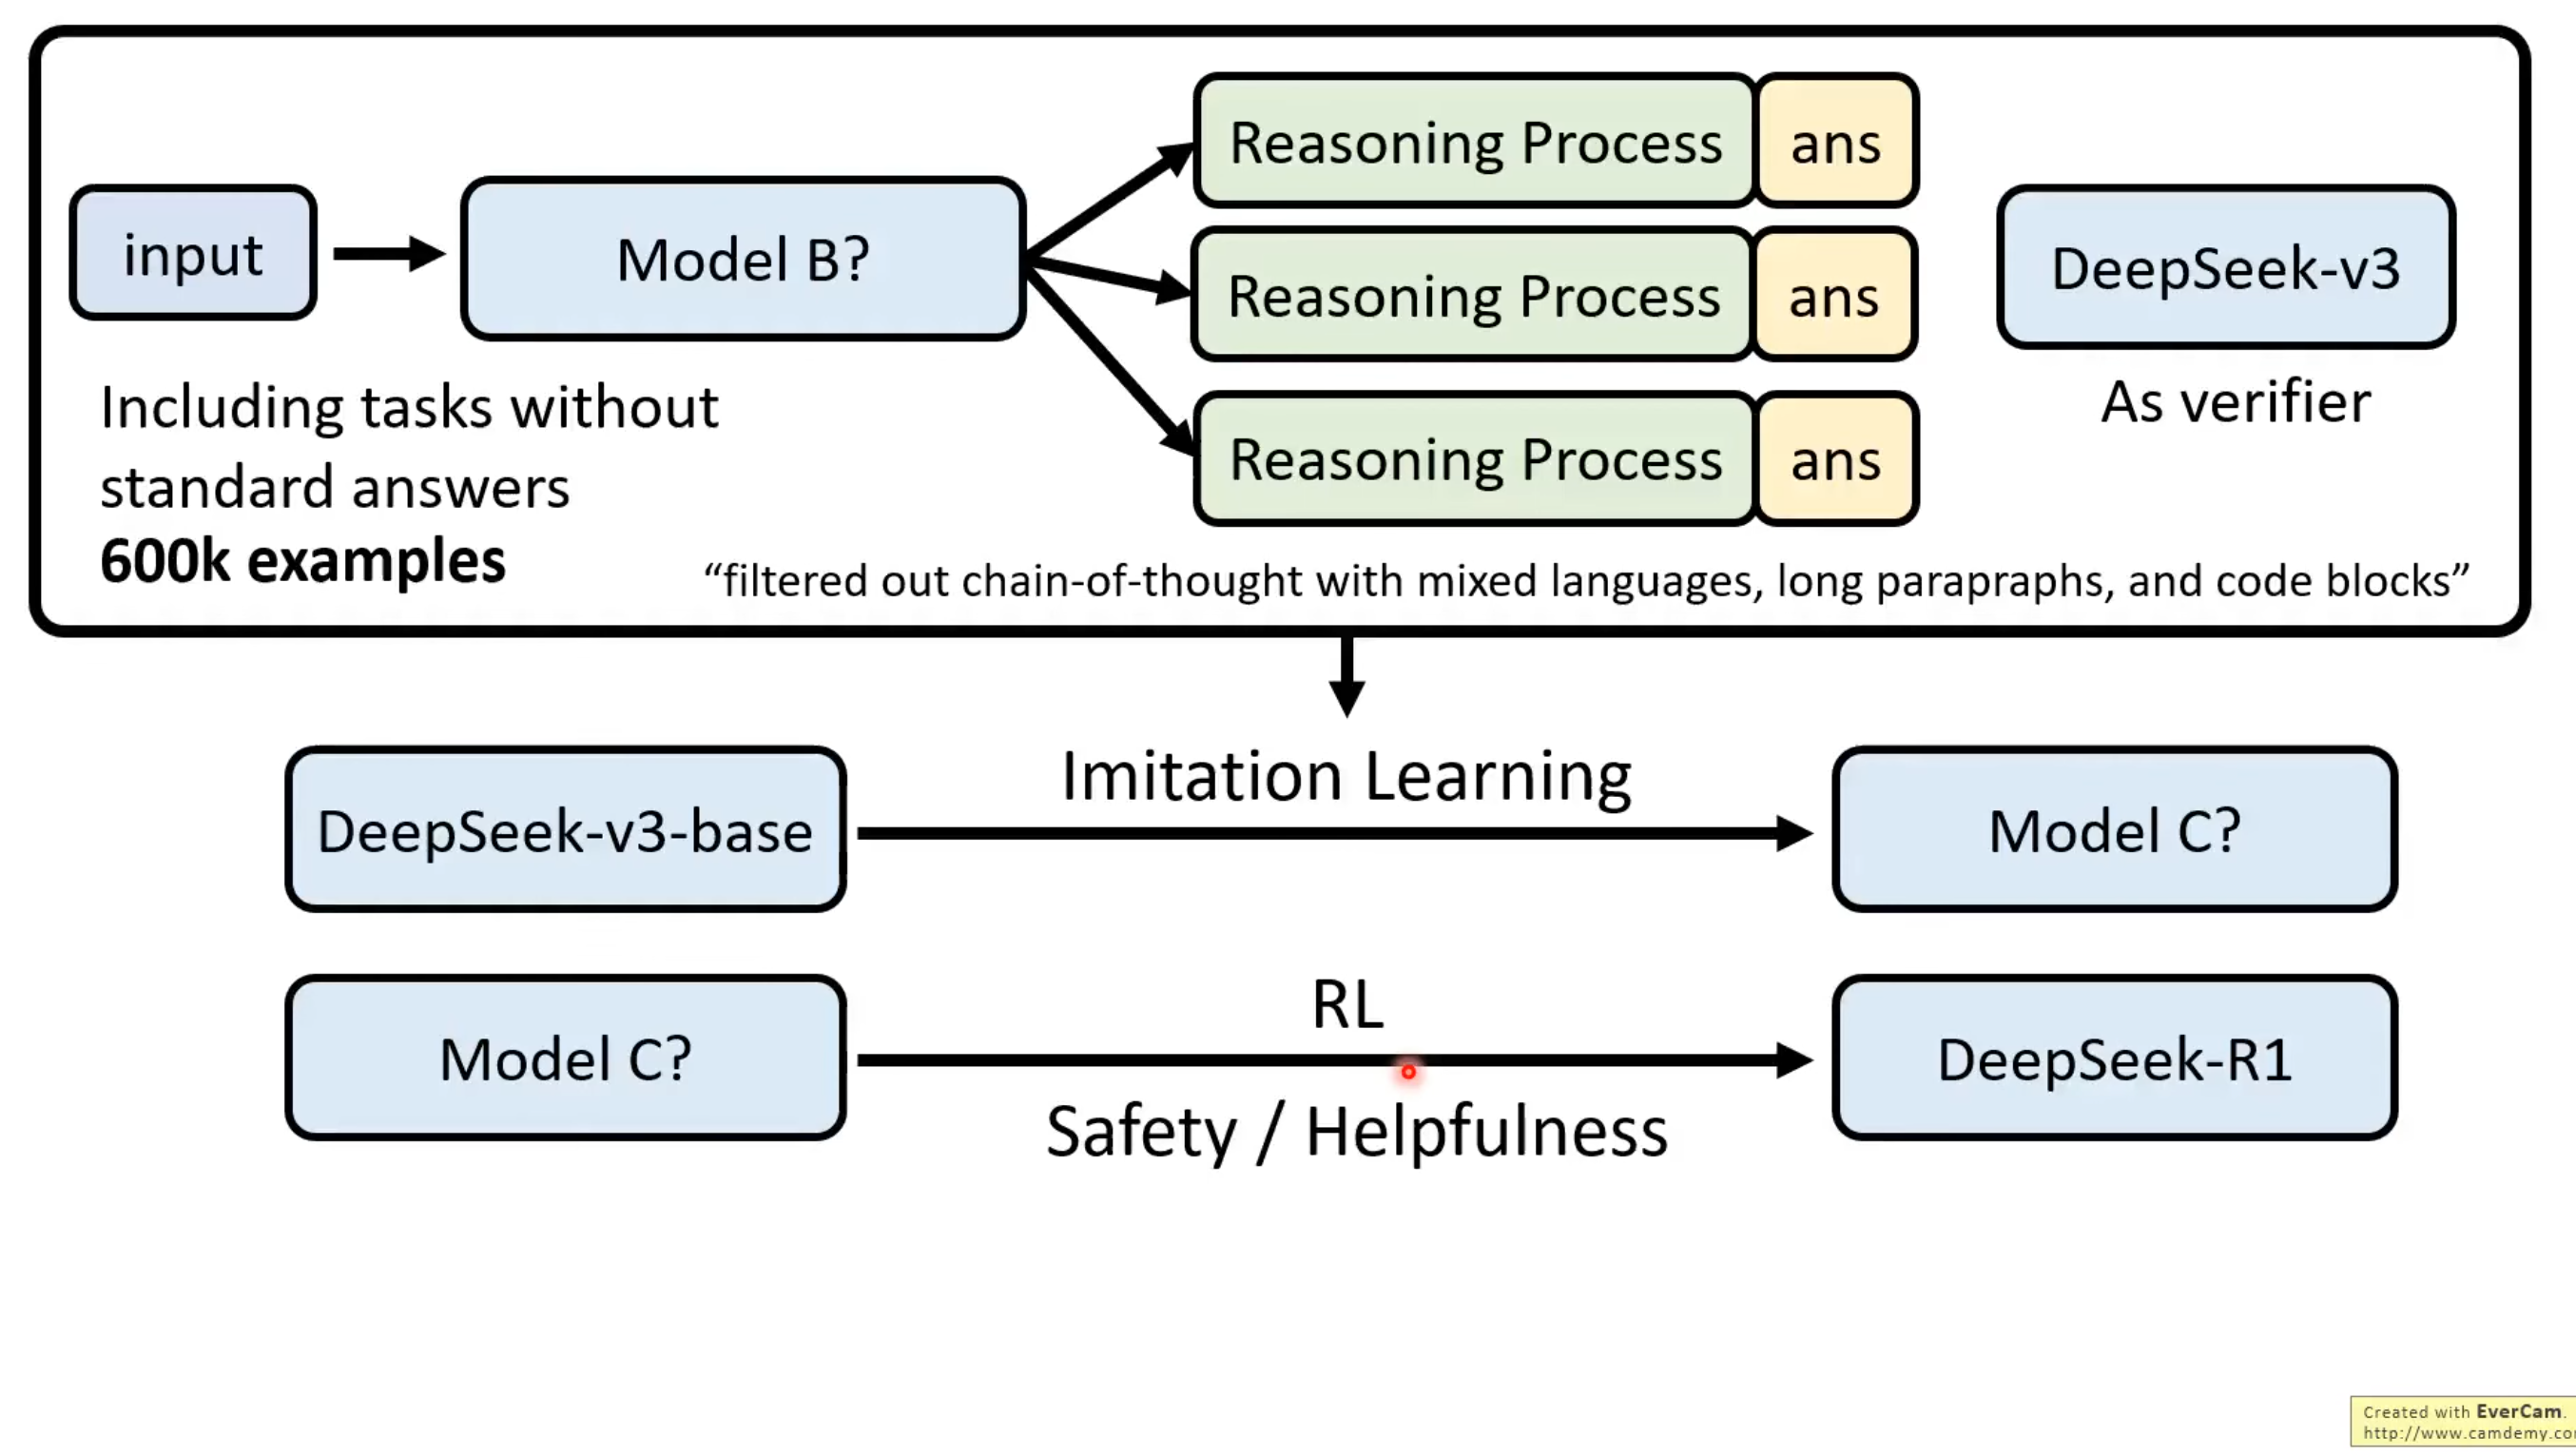 Reasoning Process ans
input
Model B?
Reasoning Process ans
DeepSeek-v3
As verifier
Reasoning Process ans
Including tasks without
standard answers
600k examples
“filtered out chain-of-thought with mixed languages, long parapraphs, and code blocks”
Imitation Learning
DeepSeek-v3-base
Model C?
RL
Model C?
DeepSeek-R1
Safety / Helpfulness
Created with EverCam.
http://www.camdemy.co